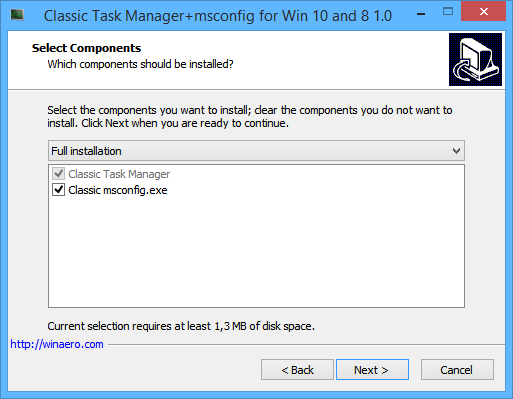 Classic Task Manager+msconfig for Win 10 and 8 1.0
Select Components
Which components should be installed?
Select the components you want to install; clear the components you do not want to
install. Click Next when you are ready to continue.
Full installation
Classic Task Manager
Classic msconfig.exe
Current selection requires at least 1,3 MB of disk space.
http://winaero.com
< Back
Next >
Cancel